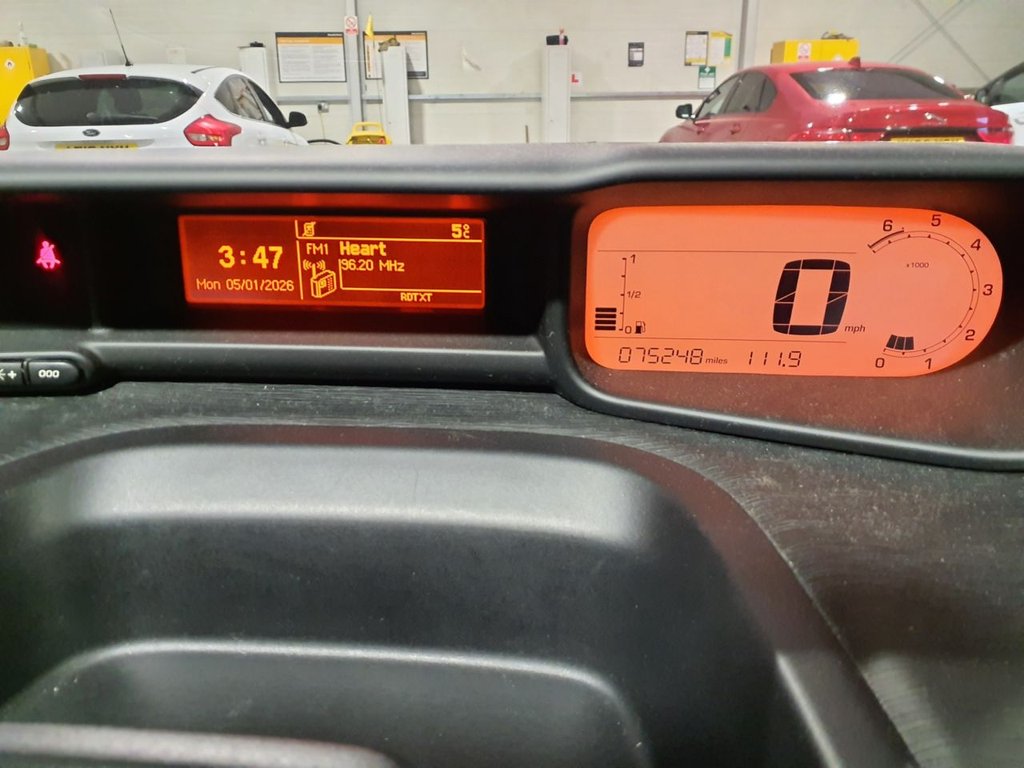 Ford
3:47
Mon 05/01/2026
5°C
FM1 Heart
96.20 MHz
RDTXT
1
1/2
0
0
mph
075248 miles 111.9
6
5
4
x1000
3
2
1
0